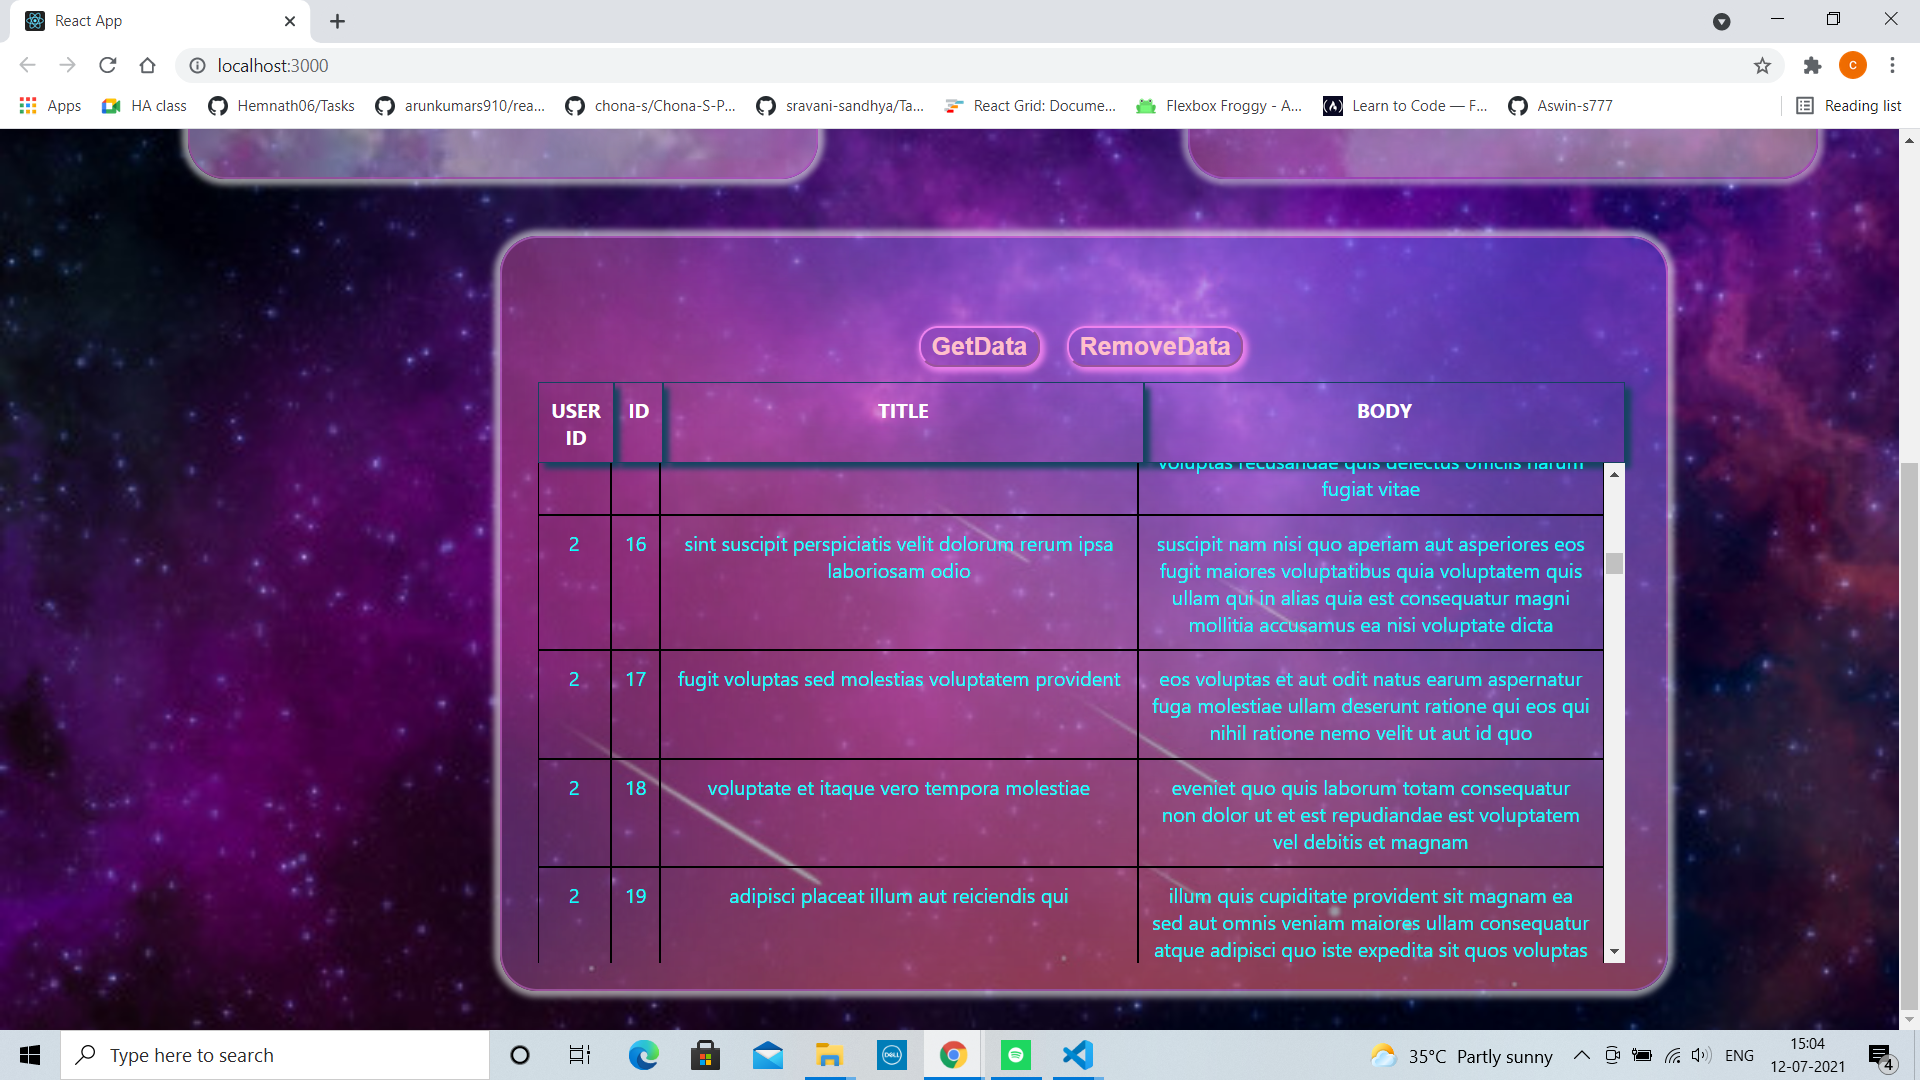 React App
localhost:3000
c
Apps
HA class
Hemnath06/Tasks
arunkumars910/rea...
chona-s/Chona-S-P...
sravani-sandhya/Ta...
React Grid: Docume...
Flexbox Froggy - A...
Learn to Code — F...
Aswin-s777
Reading list
GetData RemoveData
USER ID
ID
TITLE
BODY
voluptas recusandae quis delectus officiis harum
fugiat vitae
2 16 sint suscipit perspiciatis velit dolorum rerum ipsa
laboriosam odio
suscipit nam nisi quo aperiam aut asperiores eos
fugit maiores voluptatibus quia voluptatem quis
ullam qui in alias quia est consequatur magni
mollitia accusamus ea nisi voluptate dicta
2 17 fugit voluptas sed molestias voluptatem provident
eos voluptas et aut odit natus earum aspernatur
fuga molestiae ullam deserunt ratione qui eos qui
nihil ratione nemo velit ut aut id quo
2 18 voluptate et itaque vero tempora molestiae
eveniet quo quis laborum totam consequatur
non dolor ut et est repudiandae est voluptatem
vel debitis et magnam
2 19 adipisci placeat illum aut reiciendis qui
illum quis cupiditate provident sit magnam ea
sed aut omnis veniam maiores ullam consequatur
atque adipisci quo iste expedita sit quos voluptas
Type here to search
DELL
35°C Partly sunny
ENG
15:04
12-07-2021
4